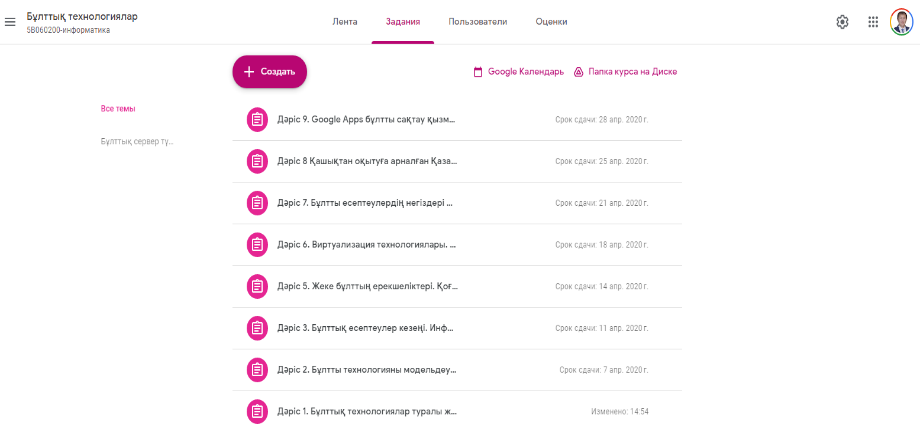 Бұлттық технологиялар
5В060200-информатика
Лента
Задания
Пользователи
Оценки
Создать
Google Календарь
Папка курса на Диске
Все темы
Бұлттық сервер тү...
Дәріс 9. Google Apps бұлтты сақтау қызм...
Срок сдачи: 28 апр. 2020 г.
Дәріс 8 Қашықтан оқытуға арналған Қаза...
Срок сдачи: 25 апр. 2020 г.
Дәріс 7. Бұлтты есептеулердің негіздері ...
Срок сдачи: 21 апр. 2020 г.
Дәріс 6. Виртуализация технологиялары. ...
Срок сдачи: 18 апр. 2020 г.
Дәріс 5. Жеке бұлттың ерекшеліктері. Қоғ...
Срок сдачи: 14 апр. 2020 г.
Дәріс 3. Бұлттық есептеулер кезеңі. Инф...
Срок сдачи: 11 апр. 2020 г.
Дәріс 2. Бұлтты технологияны модельдеу...
Срок сдачи: 7 апр. 2020 г.
Дәріс 1. Бұлттық технологиялар туралы ж...
Изменено: 14:54